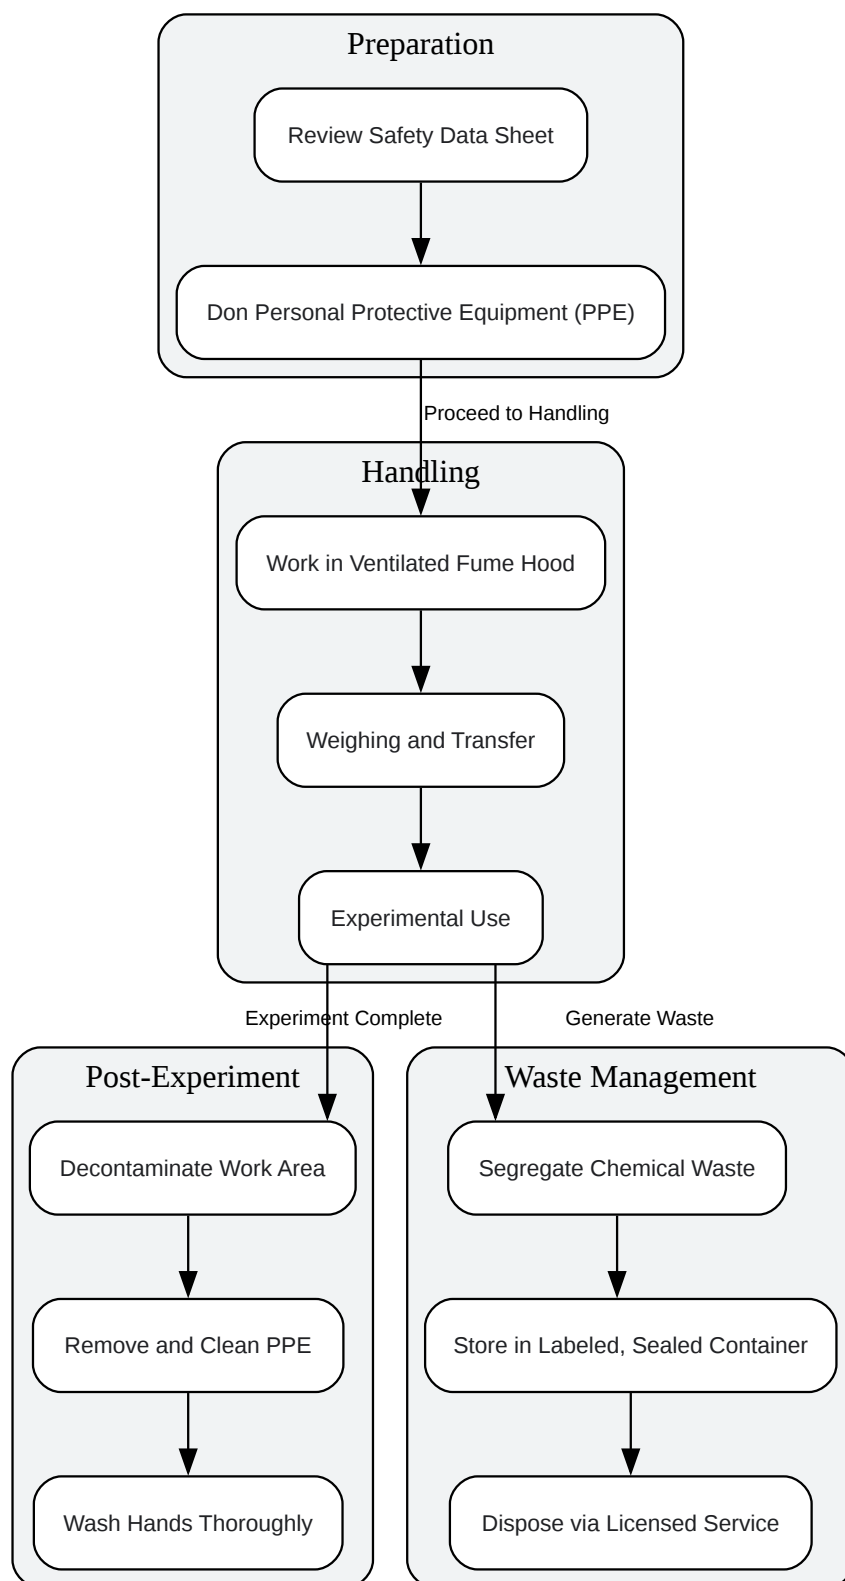 Preparation
Review Safety Data Sheet
Don Personal Protective Equipment (PPE)
Proceed to Handling
Handling
Work in Ventilated Fume Hood
Weighing and Transfer
Experimental Use
Experiment Complete
Generate Waste
Post-Experiment
Decontaminate Work Area
Remove and Clean PPE
Wash Hands Thoroughly
Waste Management
Segregate Chemical Waste
Store in Labeled, Sealed Container
Dispose via Licensed Service